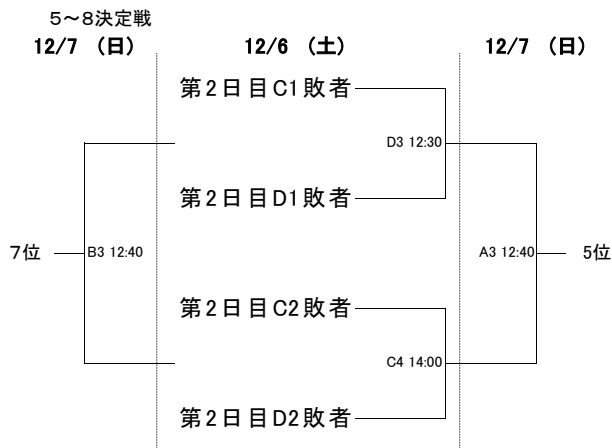 5～8決定戦
12/7 （日） 12/6 （土） 12/7 （日）
第２日目C1敗者
D3 12:30
第２日目D1敗者
７位 B3 12:40 A3 12:40 5位
第２日目C2敗者
C4 14:00
第２日目D2敗者